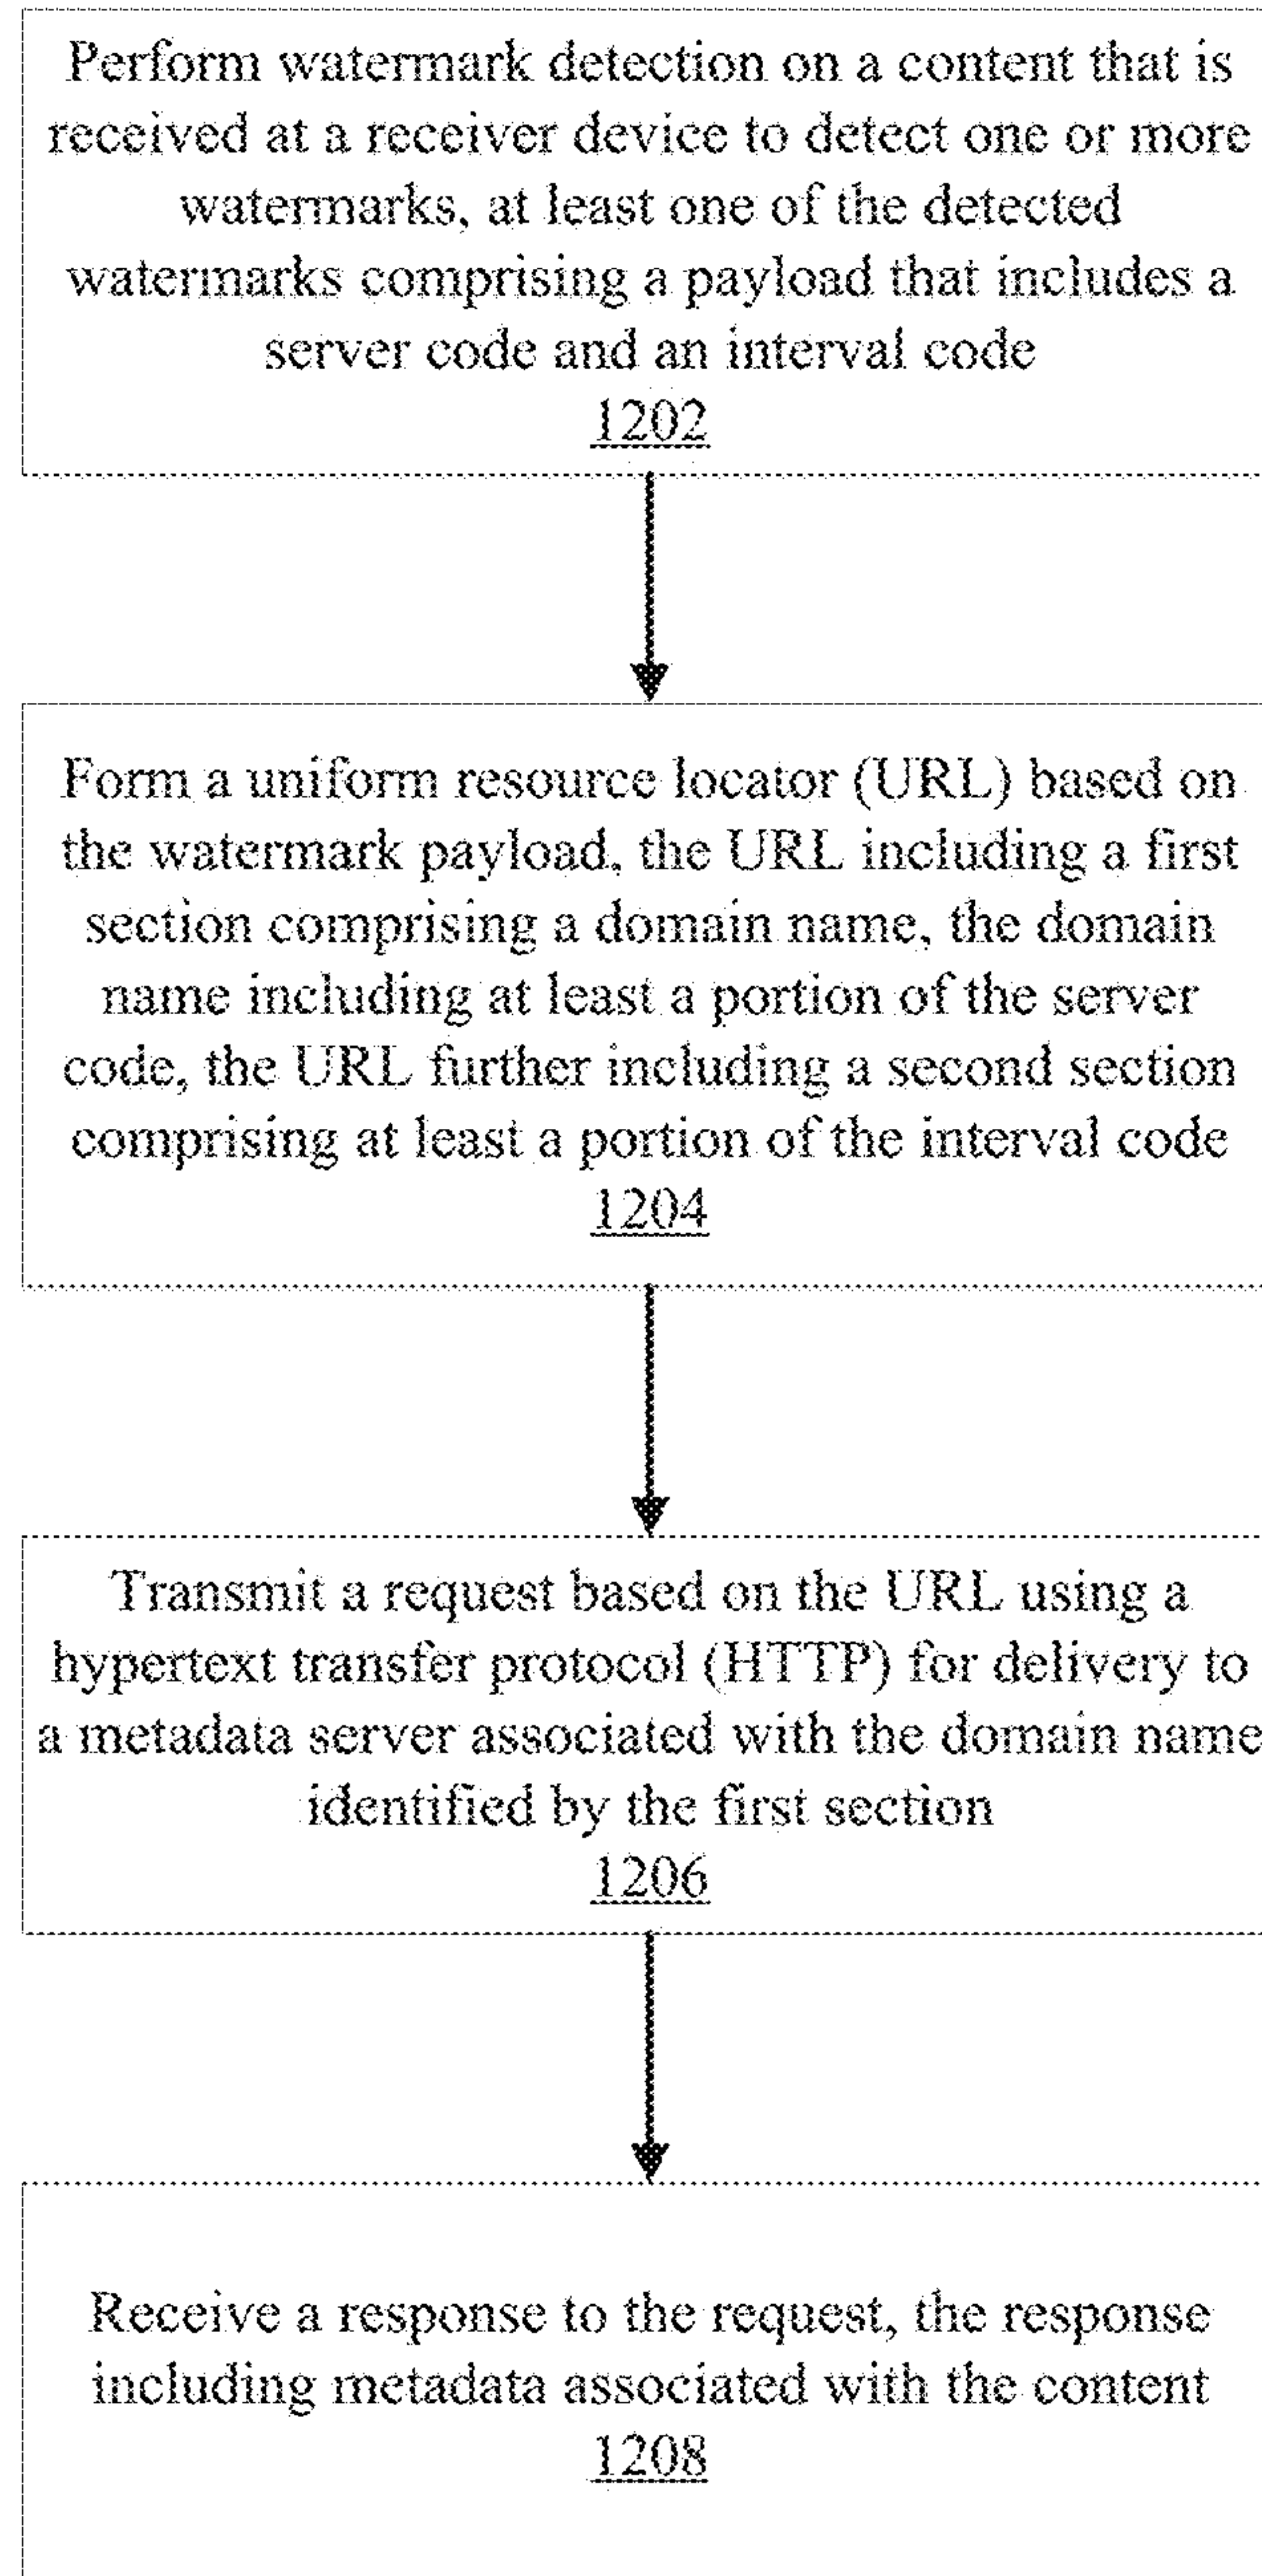 Perform watermark detection on a content that is
received at a receiver device to detect one or more
watermarks, at least one of the detected
watermarks comprising a payload that includes a
server code and an interval code
1202
Form a uniform resource locator (URL) based on
the watermark payload, the URL including a first
section comprising a domain name, the domain
name including at least a portion of the server
code, the URL further including a second section
comprising at least a portion of the interval code
1204
Transmit a request based on the URL using a
hypertext transfer protocol (HTTP) for delivery to
a metadata server associated with the domain name
identified by the first section
1206
Receive a response to the request, the response
including metadata associated with the content
1208